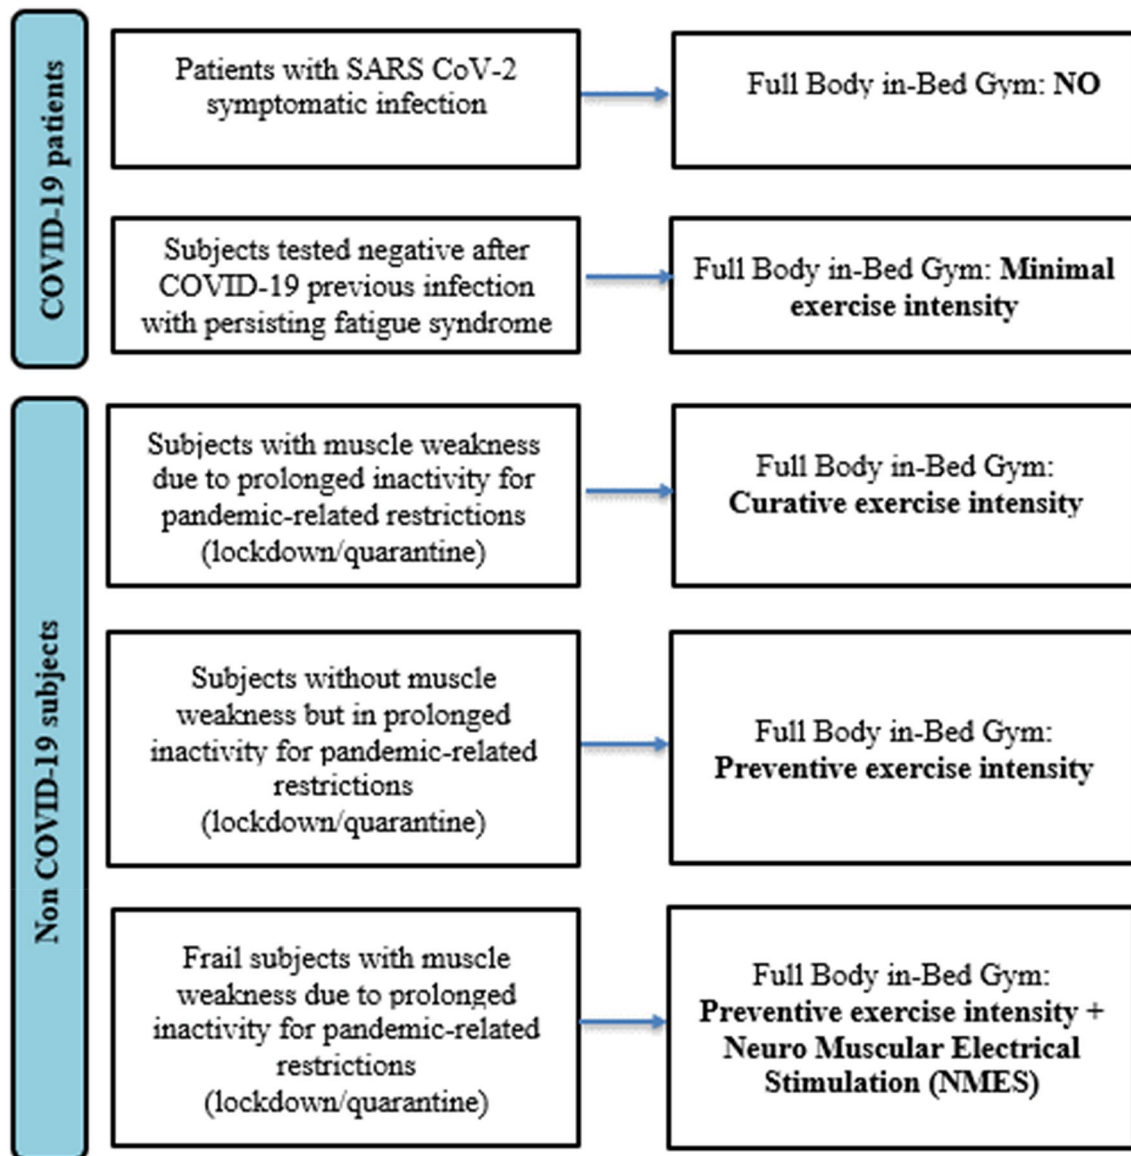 COVID-19 patients
Patients with SARS CoV-2
symptomatic infection
Full Body in-Bed Gym: NO
Subjects tested negative after
COVID-19 previous infection
with persisting fatigue syndrome
Full Body in-Bed Gym: Minimal
exercise intensity
Non COVID-19 subjects
Subjects with muscle weakness
due to prolonged inactivity for
pandemic-related restrictions
(lockdown/quarantine)
Full Body in-Bed Gym:
Curative exercise intensity
Subjects without muscle
weakness but in prolonged
inactivity for pandemic-related
restrictions
(lockdown/quarantine)
Full Body in-Bed Gym:
Preventive exercise intensity
Frail subjects with muscle
weakness due to prolonged
inactivity for pandemic-related
restrictions
(lockdown/quarantine)
Full Body in-Bed Gym:
Preventive exercise intensity +
Neuro Muscular Electrical
Stimulation (NMES)